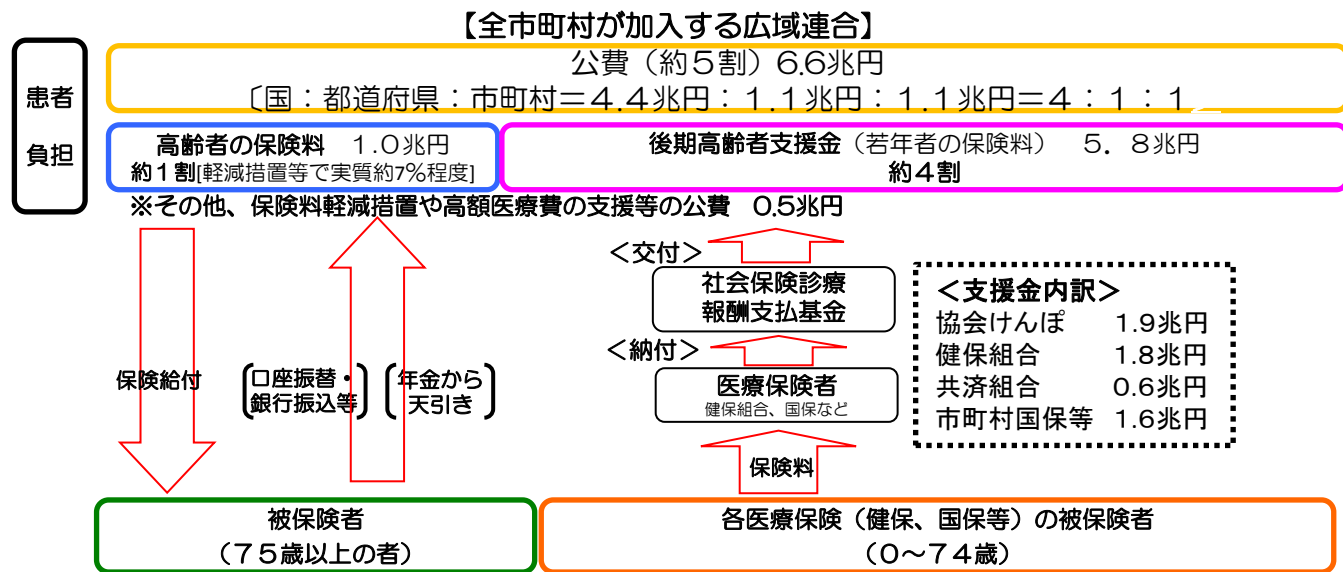 【全市町村が加入する広域連合】
患者
負担
公費（約５割）６.６兆円
〔国：都道府県：市町村＝４.４兆円：１.１兆円：１.１兆円＝４：１：１
高齢者の保険料　１.０兆円
約１割[軽減措置等で実質約7％程度]
後期高齢者支援金（若年者の保険料）　５．８兆円
約４割
※その他、保険料軽減措置や高額医療費の支援等の公費　０.５兆円
＜交付＞
社会保険診療
報酬支払基金
＜納付＞
医療保険者
健保組合、国保など
保険料
保険給付
口座振替・
銀行振込等
年金から
天引き
＜支援金内訳＞
協会けんぽ　1.9兆円
健保組合　1.8兆円
共済組合　0.6兆円
市町村国保等　1.6兆円
被保険者
（７５歳以上の者）
各医療保険（健保、国保等）の被保険者
（０～７４歳）